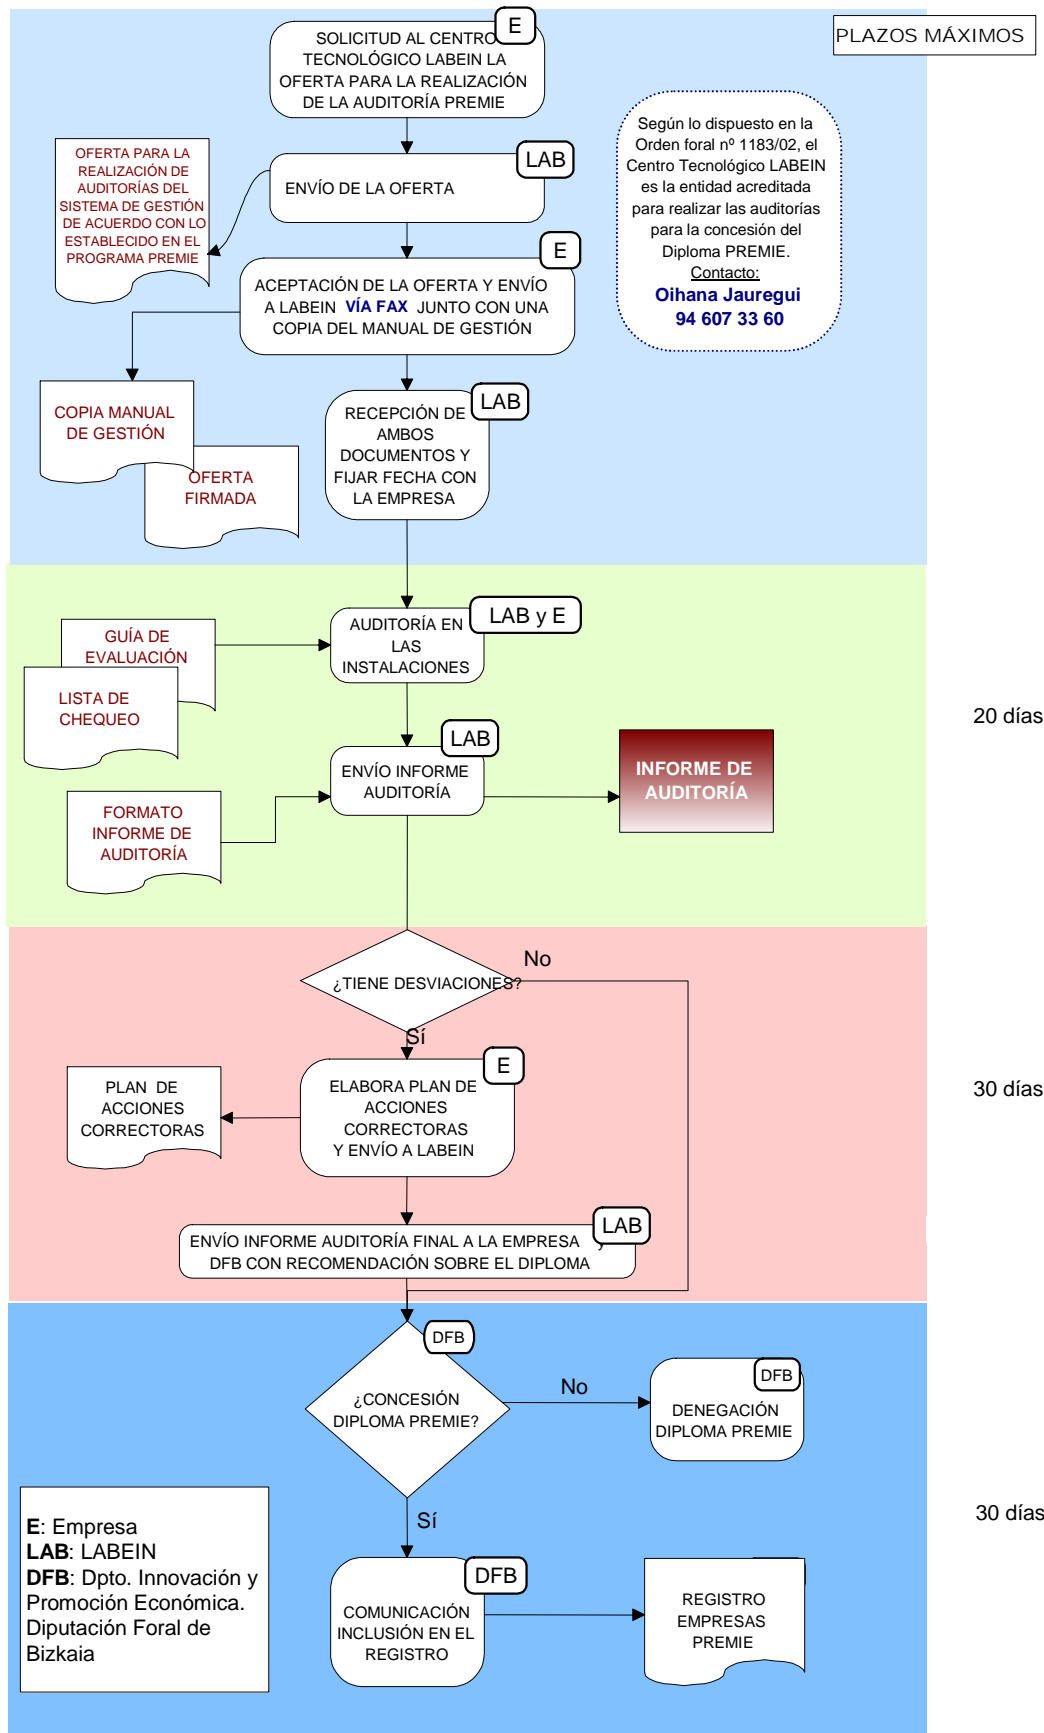 PLAZOS MÁXIMOS
E
SOLICITUD AL CENTRO
TECNOLÓGICO LABEIN LA
OFERTA PARA LA REALIZACIÓN
DE LA AUDITORÍA PREMIE
Según lo dispuesto en la
Orden foral nº 1183/02, el
Centro Tecnológico LABEIN
es la entidad acreditada
para realizar las auditorías
para la concesión del
Diploma PREMIE.
Contacto:
Oihana Jauregui
94 607 33 60
LAB
ENVÍO DE LA OFERTA
OFERTA PARA LA
REALIZACIÓN DE
AUDITORÍAS DEL
SISTEMA DE GESTIÓN
DE ACUERDO CON LO
ESTABLECIDO EN EL
PROGRAMA PREMIE
E
ACEPTACIÓN DE LA OFERTA Y ENVÍO
A LABEIN VÍA FAX JUNTO CON UNA
COPIA DEL MANUAL DE GESTIÓN
COPIA MANUAL
DE GESTIÓN
OFERTA
FIRMADA
LAB
RECEPCIÓN DE
AMBOS
DOCUMENTOS Y
FIJAR FECHA CON
LA EMPRESA
LAB y E
AUDITORÍA EN
LAS
INSTALACIONES
GUÍA DE
EVALUACIÓN
LISTA DE
CHEQUEO
20 días
LAB
ENVÍO INFORME
AUDITORÍA
INFORME DE
AUDITORÍA
FORMATO
INFORME DE
AUDITORÍA
¿TIENE DESVIACIONES?
No
Sí
E
ELABORA PLAN DE
ACCIONES
CORRECTORAS
Y ENVÍO A LABEIN
PLAN DE
ACCIONES
CORRECTORAS
30 días
LAB
ENVÍO INFORME AUDITORÍA FINAL A LA EMPRESA y
DFB CON RECOMENDACIÓN SOBRE EL DIPLOMA
DFB
¿CONCESIÓN
DIPLOMA PREMIE?
No
DFB
DENEGACIÓN
DIPLOMA PREMIE
Sí
30 días
DFB
COMUNICACIÓN
INCLUSIÓN EN EL
REGISTRO
REGISTRO
EMPRESAS
PREMIE
E: Empresa
LAB: LABEIN
DFB: Dpto. Innovación y
Promoción Económica.
Diputación Foral de
Bizkaia